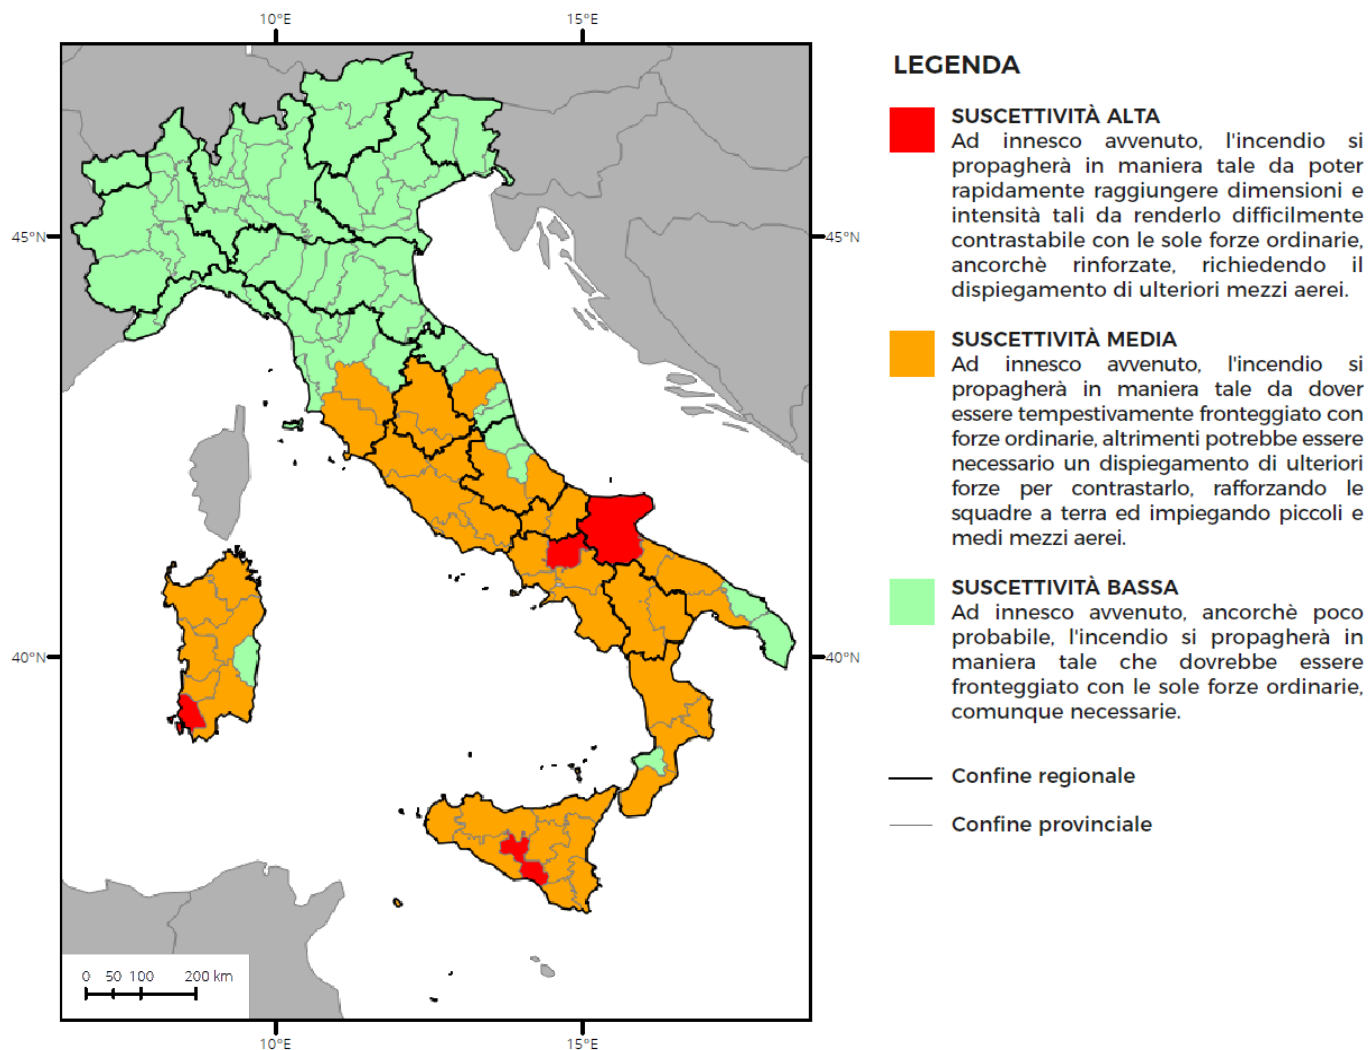 10°E 15°E
LEGENDA
SUSCETTIVITÀ ALTA
Ad innesco avvenuto, l'incendio si
propagherà in maniera tale da poter
rapidamente raggiungere dimensioni e
intensità tali da renderlo difficilmente
contrastabile con le sole forze ordinarie,
ancorchè rinforzate, richiedendo il
dispiegamento di ulteriori mezzi aerei.
45°N 45°N
SUSCETTIVITÀ MEDIA
Ad innesco avvenuto, l'incendio si
propagherà in maniera tale da dover
essere tempestivamente fronteggiato con
forze ordinarie, altrimenti potrebbe essere
necessario un dispiegamento di ulteriori
forze per contrastarlo, rafforzando le
squadre a terra ed impiegando piccoli e
medi mezzi aerei.
SUSCETTIVITÀ BASSA
Ad innesco avvenuto, ancorchè poco
probabile, l'incendio si propagherà in
maniera tale che dovrebbe essere
fronteggiato con le sole forze ordinarie,
comunque necessarie.
40°N 40°N
Confine regionale
Confine provinciale
0 50 100 200 km
10°E 15°E